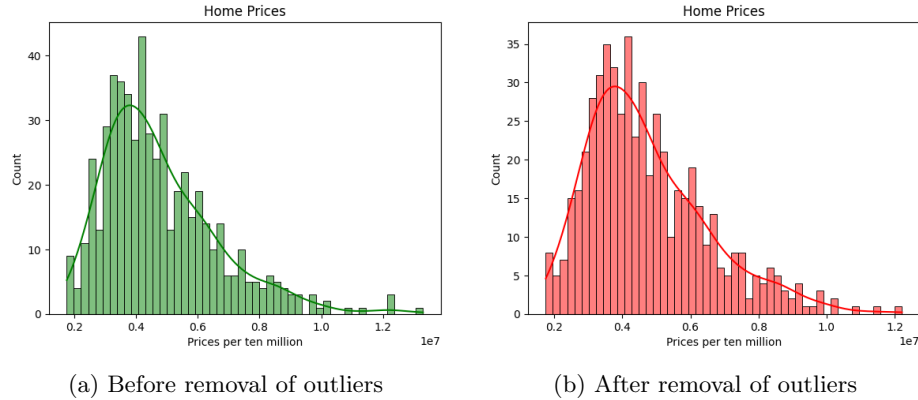 Home Prices
Count
40
30
20
10
0
0.2 0.4 0.6 0.8 1.0 1.2
1e7
Prices per ten million
(a) Before removal of outliers
Home Prices
Count
35
30
25
20
15
10
5
0
0.2 0.4 0.6 0.8 1.0 1.2
1e7
Prices per ten million
(b) After removal of outliers